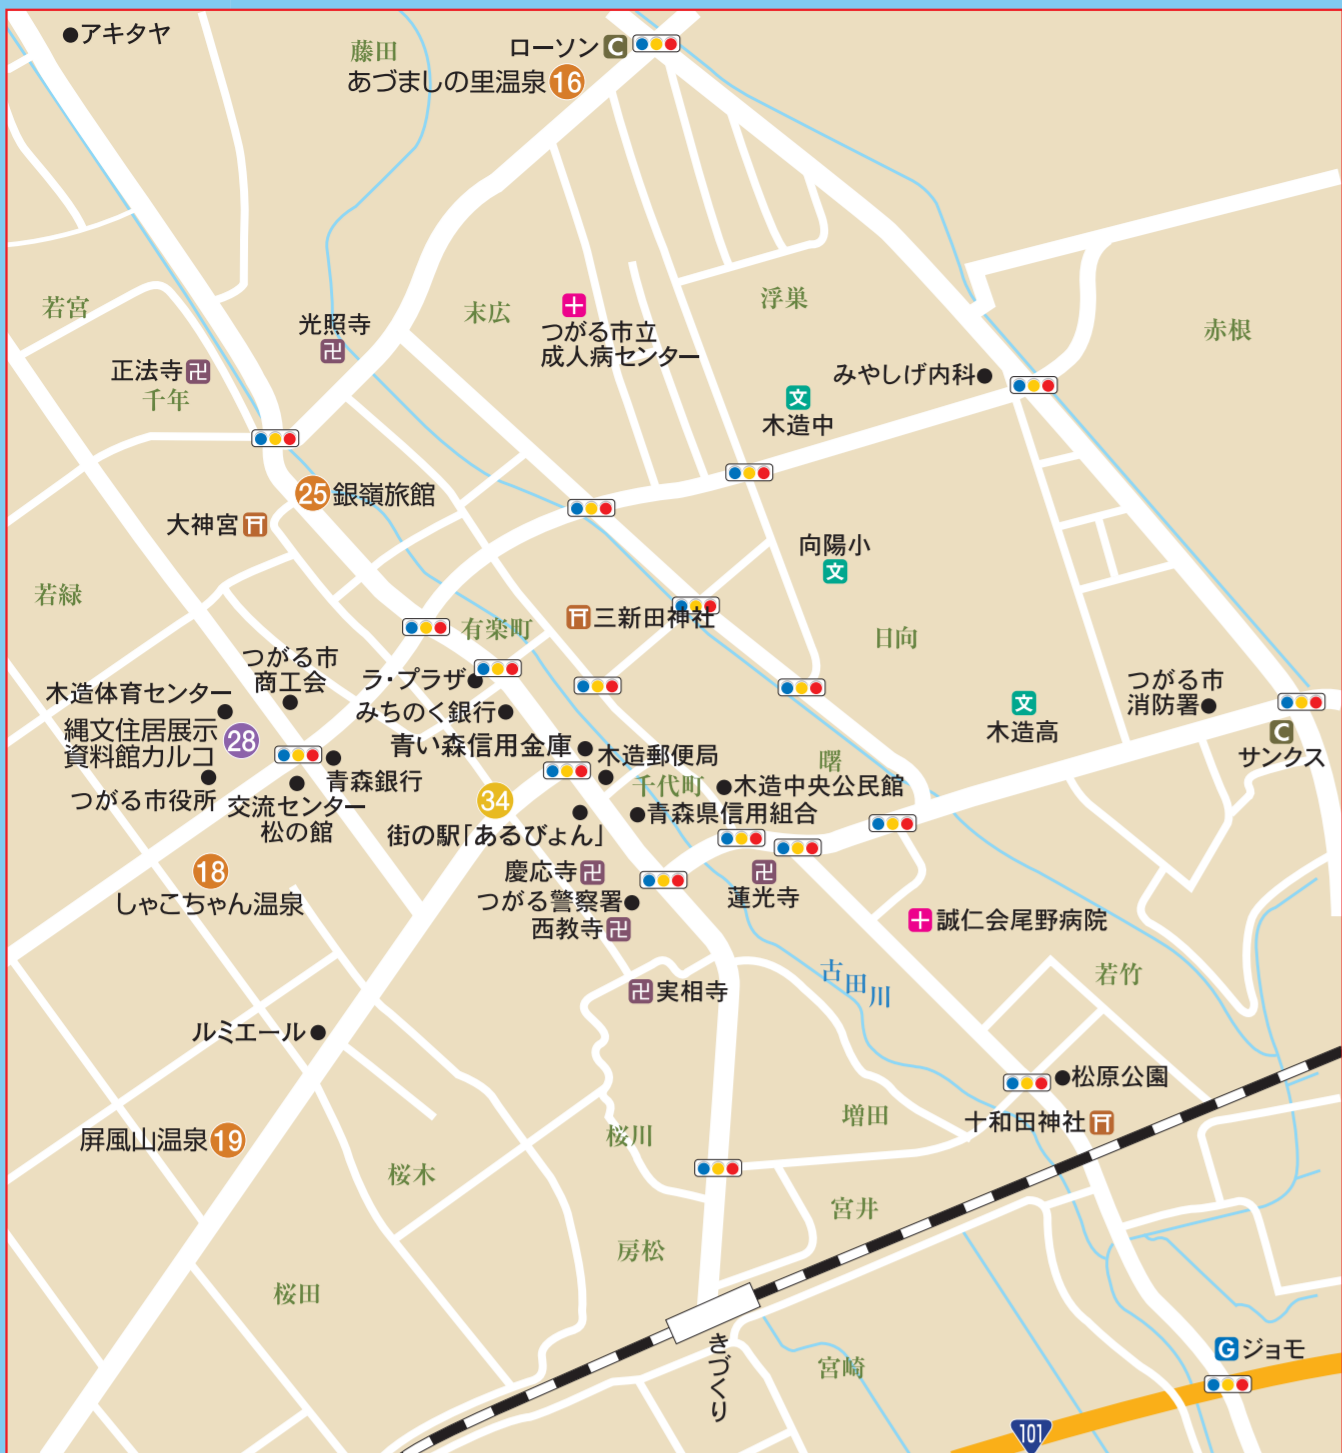 アキタヤ
藤田
ローソン C
あづましの里温泉 16
若宮
光照寺
末広
浮巣
つがる市立
成人病センター
赤根
正法寺
千年
みやしげ内科
文
木造中
25 銀嶺旅館
大神宮
向陽小
文
若緑
三新田神社
有楽町
日向
つがる市
商工会
ラ・プラザ
木造体育センター
みちのく銀行
つがる市
消防署
縄文住居展示
資料館カルコ
28
文
木造高
C
サンクス
青い森信用金庫
木造郵便局
曙
つがる市役所
青森銀行
千代町
木造中央公民館
交流センター
松の館
34
青森県信用組合
街の駅「あるびょん」
18
しゃこちゃん温泉
慶応寺
蓮光寺
つがる警察署
西教寺
誠仁会尾野病院
古田川
若竹
実相寺
ルミエール
松原公園
屏風山温泉 19
桜川
増田
十和田神社
桜木
宮井
房松
桜田
きづくり
宮崎
G ジョモ
101